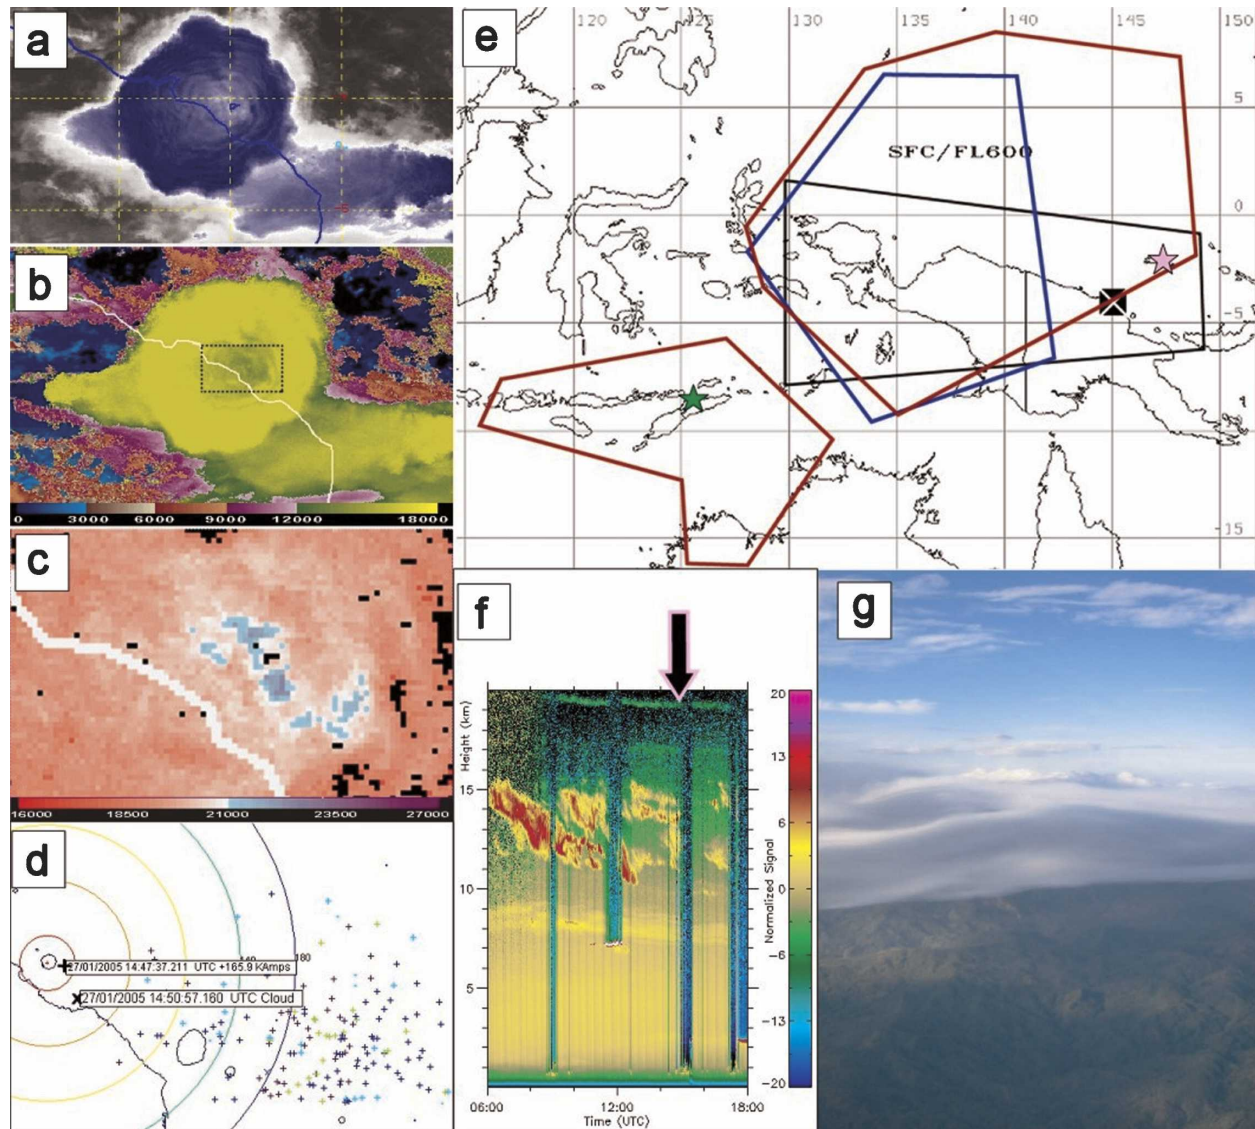 a
b
0 3000 6000 9000 12000 18000
c
16000 18500 21000 23500 27000
d
180
27/01/2005 14:47:37.211 UTC +165.9 KAmps
27/01/2005 14:50:57.160 UTC Cloud
e
120 125 130 135 140 145 150
5
SFC/FL600
0
-5
-10
-15
f
Height (km)
15
10
5
06:00 12:00 18:00
Time (UTC)
Normalized Signal
20
13
6
0
-6
-13
-20
g